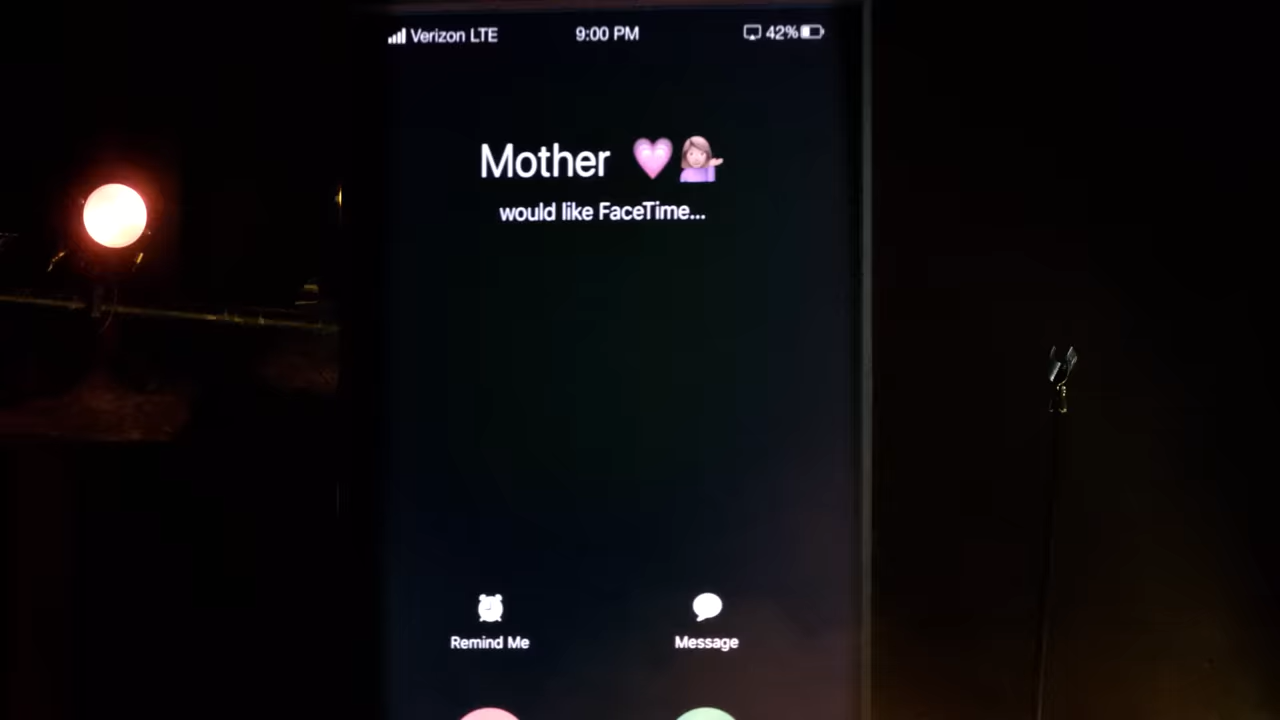 Verizon LTE 9:00 PM 42%
Mother 💗💁
would like FaceTime...
Remind Me Message